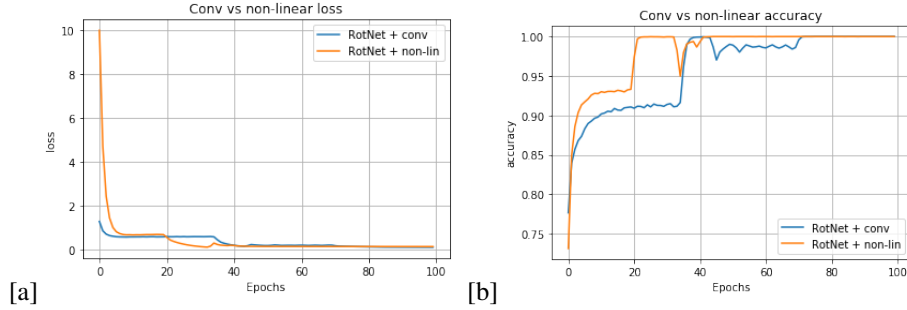 Conv vs non-linear loss
10
8
6
4
2
0
loss
RotNet + conv
RotNet + non-lin
0 20 40 60 80 100
Epochs
[a]
Conv vs non-linear accuracy
1.00
0.95
0.90
0.85
0.80
0.75
accuracy
RotNet + conv
RotNet + non-lin
0 20 40 60 80 100
Epochs
[b]